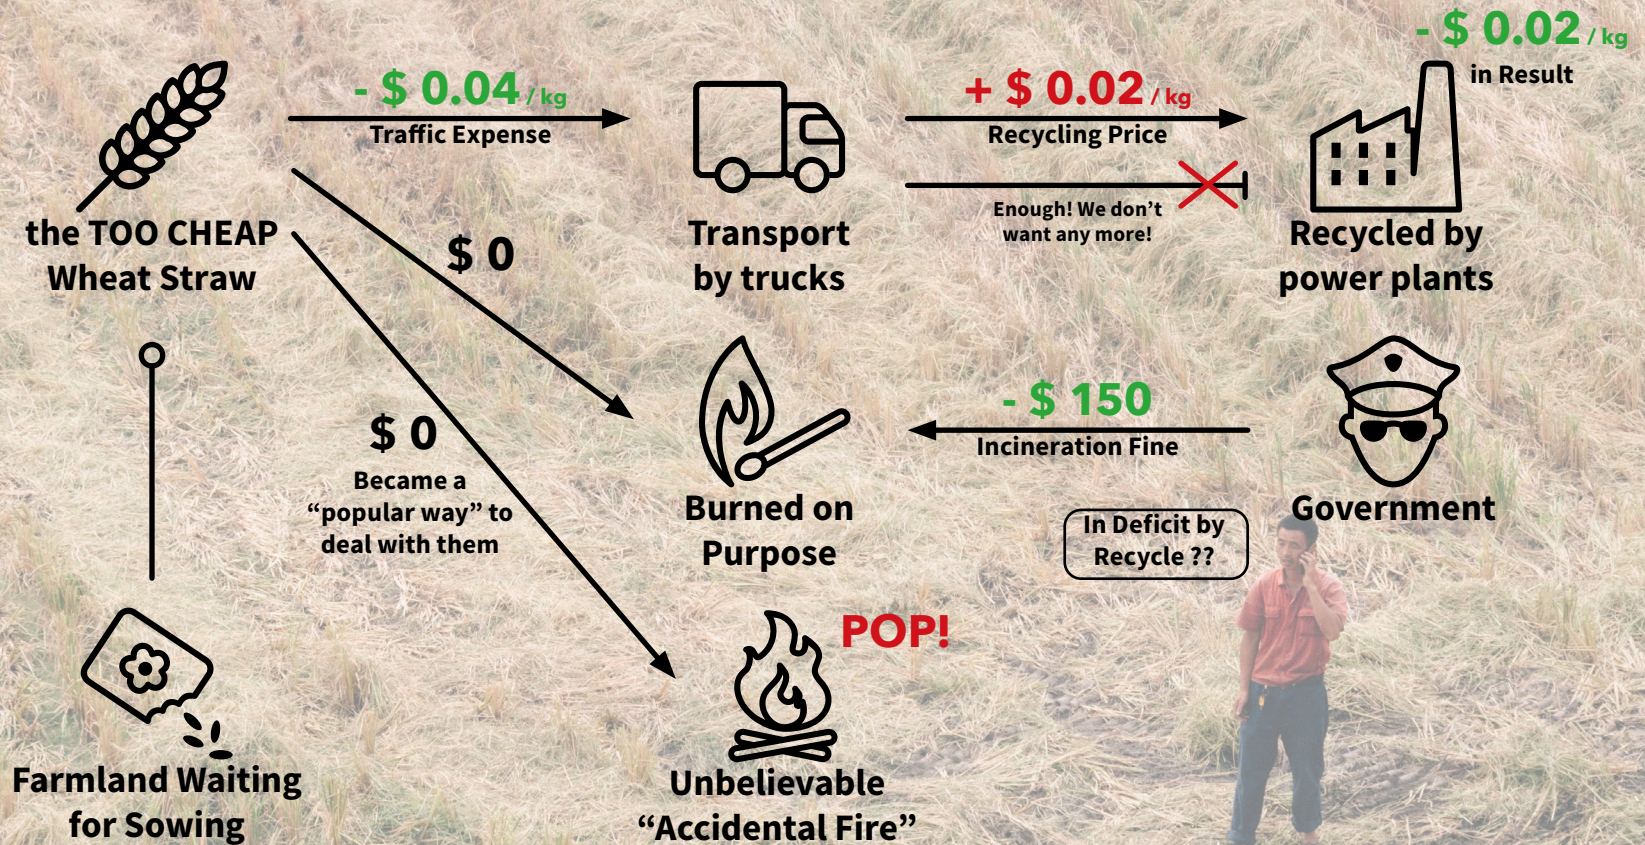 - $ 0.02 / kg
in Result
- $ 0.04 / kg
Traffic Expense
+ $ 0.02 / kg
Recycling Price
Enough! We don't
want any more!
the TOO CHEAP
Wheat Straw
Transport
by trucks
Recycled by
power plants
$ 0
$ 0
Became a
“popular way” to
deal with them
- $ 150
Incineration Fine
Burned on
Purpose
Government
In Deficit by
Recycle ??
POP!
Farmland Waiting
for Sowing
Unbelievable
“Accidental Fire”